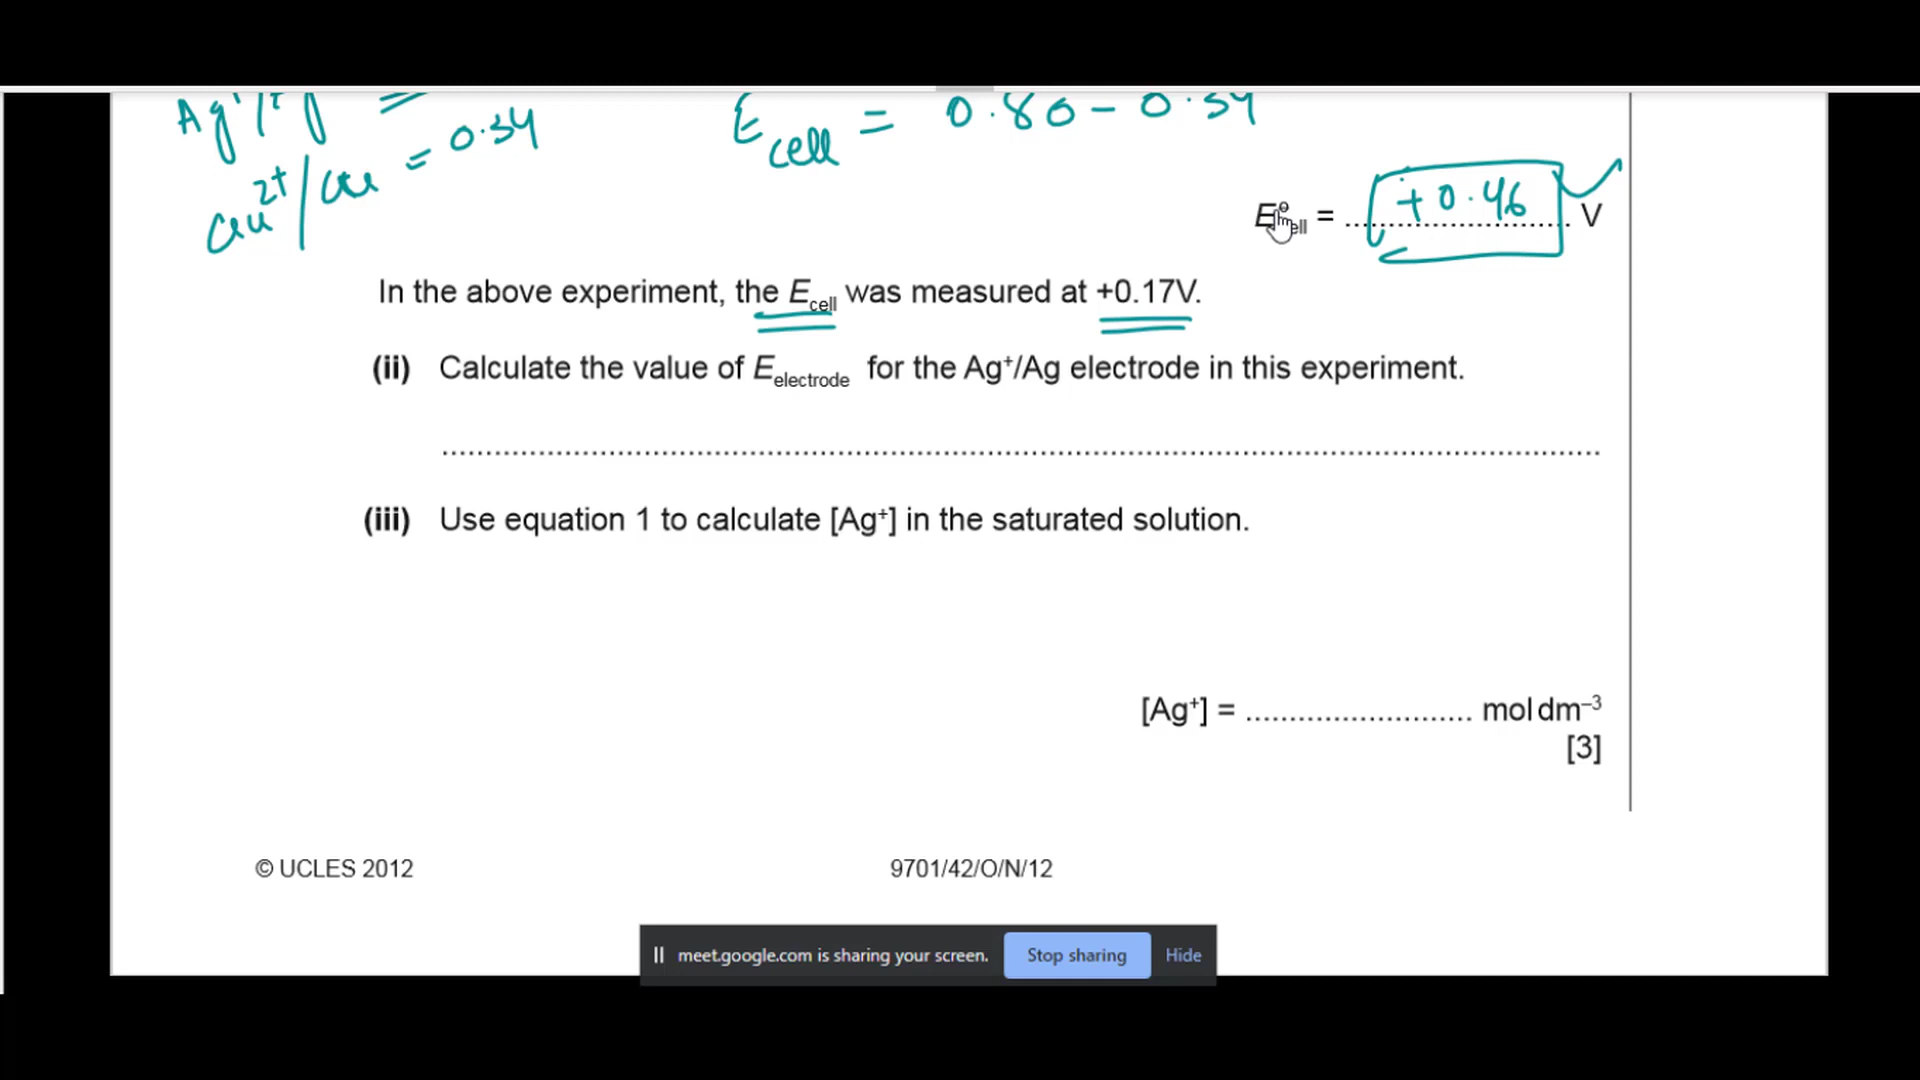 Ag⁺/Ag =
E cell = 0.80 - 0.34
Cu²⁺/Cu = 0.34
E⦵ell = .......... + 0.46 .......... V
In the above experiment, the Ecell was measured at +0.17V.
(ii) Calculate the value of Eelectrode for the Ag⁺/Ag electrode in this experiment.
(iii) Use equation 1 to calculate [Ag⁺] in the saturated solution.
[Ag⁺] = .......................... mol dm⁻³
[3]
© UCLES 2012 9701/42/O/N/12
meet.google.com is sharing your screen. Stop sharing Hide